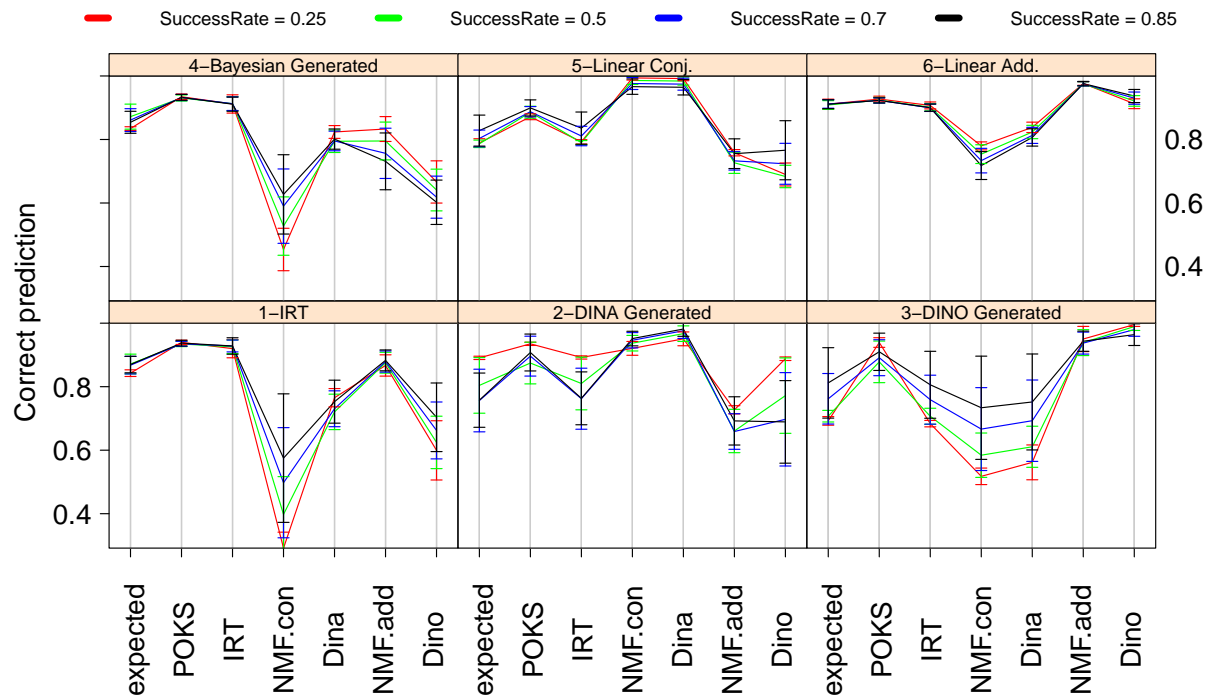 SuccessRate = 0.25 SuccessRate = 0.5 SuccessRate = 0.7 SuccessRate = 0.85
4−Bayesian Generated 5−Linear Conj. 6−Linear Add.
0.8
0.6
0.4
Correct prediction
1−IRT 2−DINA Generated 3−DINO Generated
0.8
0.6
0.4
expected POKS IRT NMF.con Dina NMF.add Dino expected POKS IRT NMF.con Dina NMF.add Dino expected POKS IRT NMF.con Dina NMF.add Dino